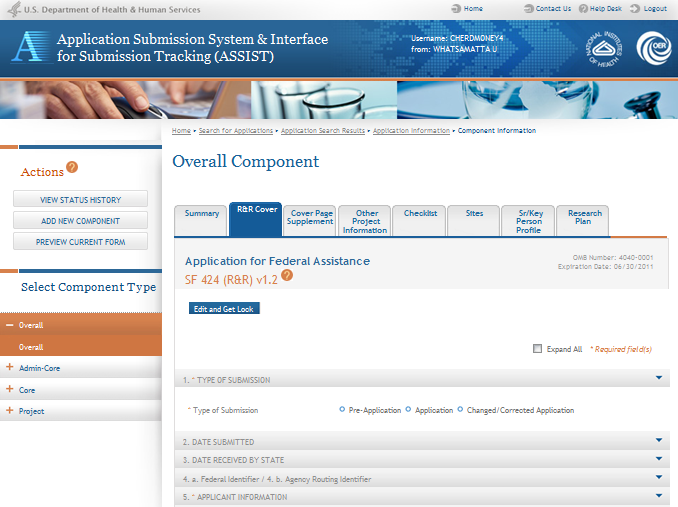 U.S. Department of Health & Human Services
Home
Contact Us
Help Desk
Logout
Application Submission System & Interface
for Submission Tracking (ASSIST)
Username: CHERDMONEY4
from: WHATSAMATTA U
NATIONAL INSTITUTES OF HEALTH
OER
Home • Search for Applications • Application Search Results • Application Information • Component Information
Actions ?
VIEW STATUS HISTORY
ADD NEW COMPONENT
PREVIEW CURRENT FORM
Select Component Type
Overall
Overall
Admin-Core
Core
Project
Overall Component
Summary
R&R Cover
Cover Page Supplement
Other Project Information
Checklist
Sites
Sr/Key Person Profile
Research Plan
Application for Federal Assistance
SF 424 (R&R) v1.2 ?
OMB Number: 4040-0001
Expiration Date: 06/30/2011
Edit and Get Lock
Expand All * Required field(s)
1. * TYPE OF SUBMISSION
* Type of Submission Pre-Application Application Changed/Corrected Application
2. DATE SUBMITTED
3. DATE RECEIVED BY STATE
4. a. Federal Identifier / 4. b. Agency Routing Identifier
5. * APPLICANT INFORMATION